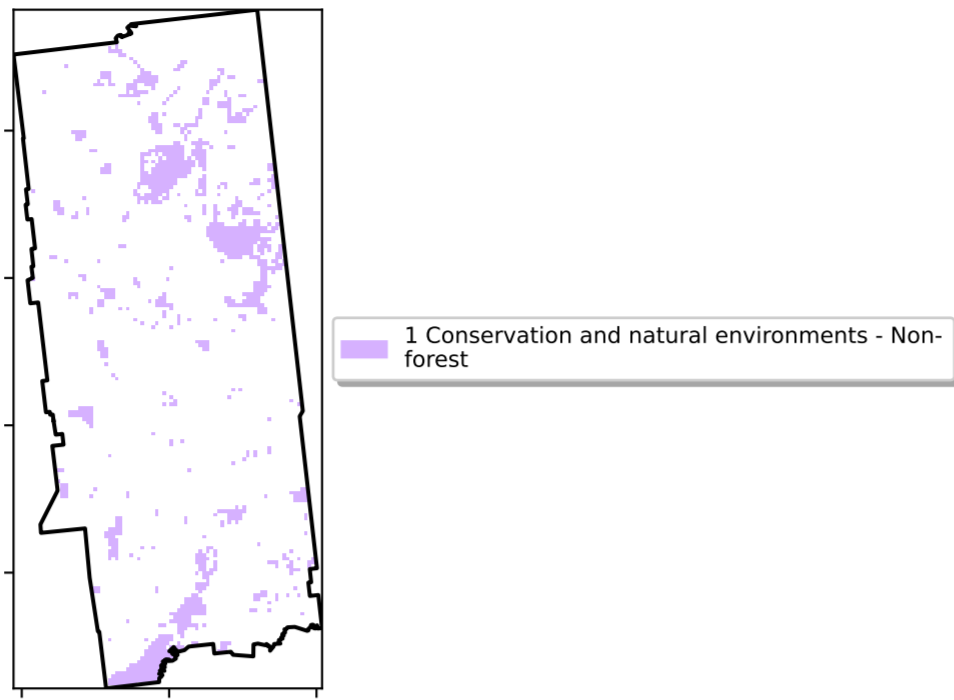 1 Conservation and natural environments - Non-
forest